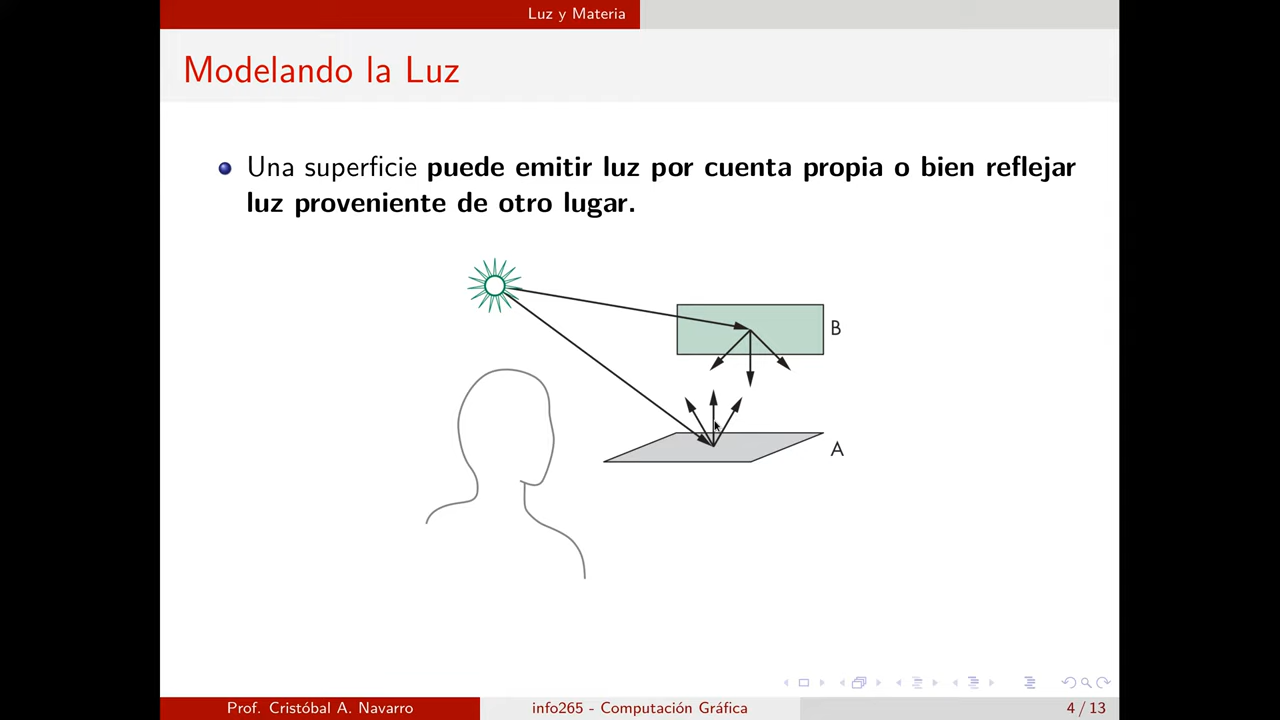 Luz y Materia
Modelando la Luz
Una superficie puede emitir luz por cuenta propia o bien reflejar
luz proveniente de otro lugar.
B
A
Prof. Cristóbal A. Navarro
info265 - Computación Gráfica
4 / 13